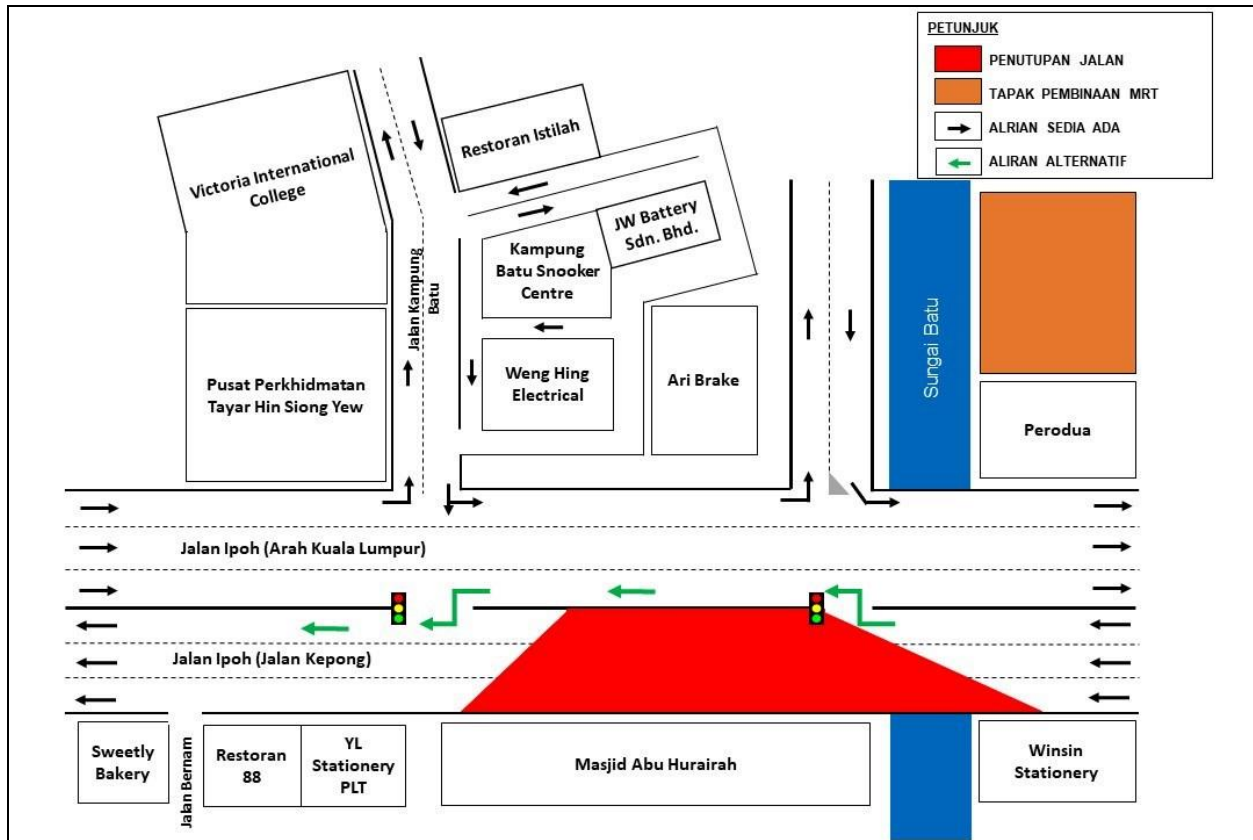 PETUNJUK
PENUTUPAN JALAN
TAPAK PEMBINAAN MRT
ALRIAN SEDIA ADA
ALIRAN ALTERNATIF
Victoria International
College
Restoran Istilah
JW Battery
Sdn. Bhd.
Kampung
Batu Snooker
Centre
Jalan Kampung
Batu
Sungai Batu
Pusat Perkhidmatan
Tayar Hin Siong Yew
Weng Hing
Electrical
Ari Brake
Perodua
Jalan Ipoh (Arah Kuala Lumpur)
Jalan Ipoh (Jalan Kepong)
Sweetly
Bakery
Jalan Bernam
Restoran
88
YL
Stationery
PLT
Masjid Abu Hurairah
Winsin
Stationery